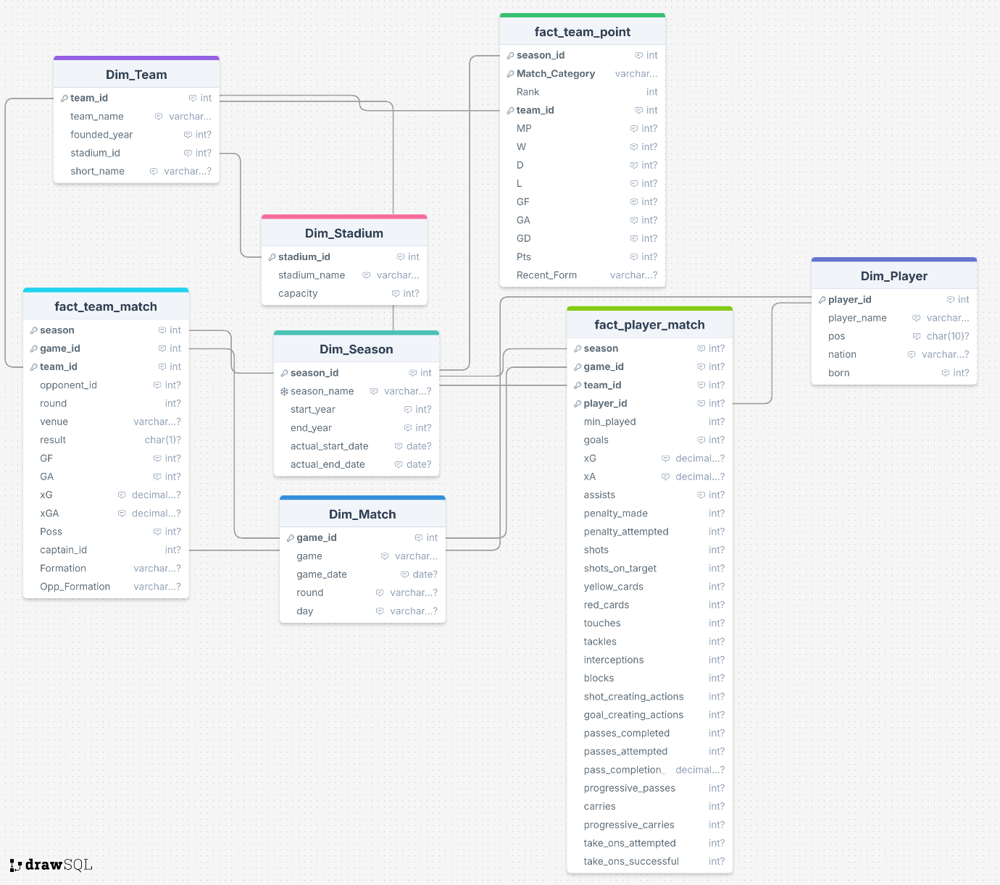 Dim_Team
team_id int
team_name varchar...
founded_year int?
stadium_id int?
short_name varchar...?
fact_team_point
season_id int
Match_Category varchar...
Rank int
team_id int
MP int?
W int?
D int?
L int?
GF int?
GA int?
GD int?
Pts int?
Recent_Form varchar...?
Dim_Stadium
stadium_id int
stadium_name varchar...
capacity int?
Dim_Player
player_id int
player_name varchar...
pos char(10)?
nation varchar...?
born int?
fact_team_match
season int
game_id int
team_id int
opponent_id int?
round int?
venue varchar...?
result char(1)?
GF int?
GA int?
xG decimal...?
xGA decimal...?
Poss int?
captain_id int?
Formation varchar...?
Opp_Formation varchar...?
Dim_Season
season_id int
season_name varchar...?
start_year int?
end_year int?
actual_start_date date?
actual_end_date date?
Dim_Match
game_id int
game varchar...
game_date date?
round varchar...?
day varchar...?
fact_player_match
season int?
game_id int?
team_id int?
player_id int?
min_played int?
goals int?
xG decimal...?
xA decimal...?
assists int?
penalty_made int?
penalty_attempted int?
shots int?
shots_on_target int?
yellow_cards int?
red_cards int?
touches int?
tackles int?
interceptions int?
blocks int?
shot_creating_actions int?
goal_creating_actions int?
passes_completed int?
passes_attempted int?
pass_completion_ decimal...?
progressive_passes int?
carries int?
progressive_carries int?
take_ons_attempted int?
take_ons_successful int?
drawSQL